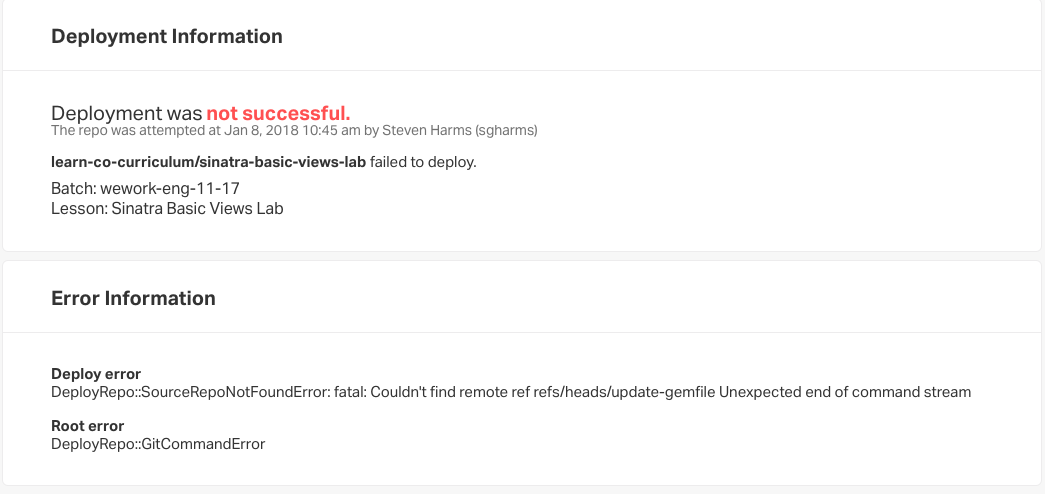 Deployment Information
Deployment was not successful.
The repo was attempted at Jan 8, 2018 10:45 am by Steven Harms (sgharms)
learn-co-curriculum/sinatra-basic-views-lab failed to deploy.
Batch: wework-eng-11-17
Lesson: Sinatra Basic Views Lab
Error Information
Deploy error
DeployRepo::SourceRepoNotFoundError: fatal: Couldn't find remote ref refs/heads/update-gemfile Unexpected end of command stream
Root error
DeployRepo::GitCommandError